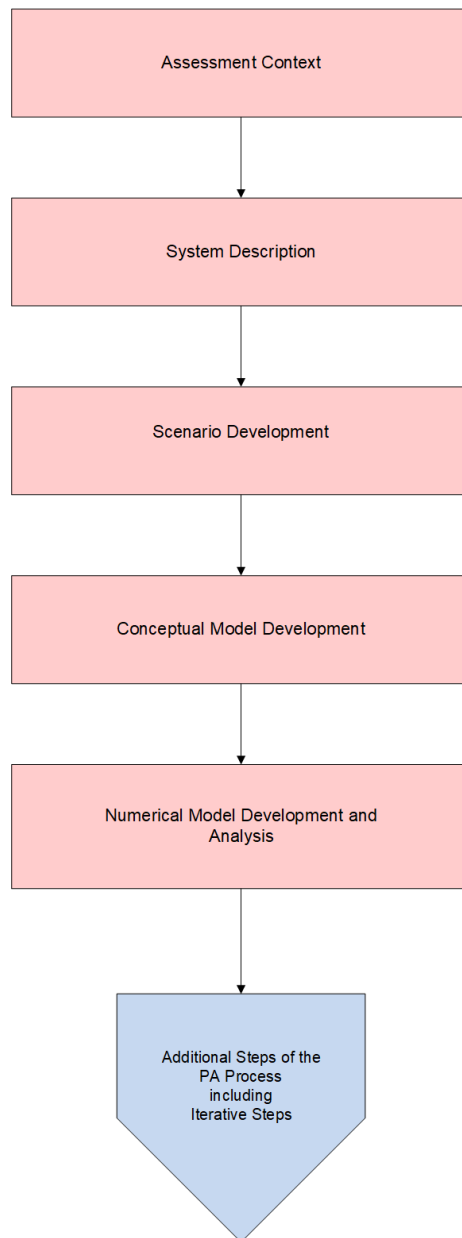 Assessment Context
System Description
Scenario Development
Conceptual Model Development
Numerical Model Development and
Analysis
Additional Steps of the
PA Process
including
Iterative Steps